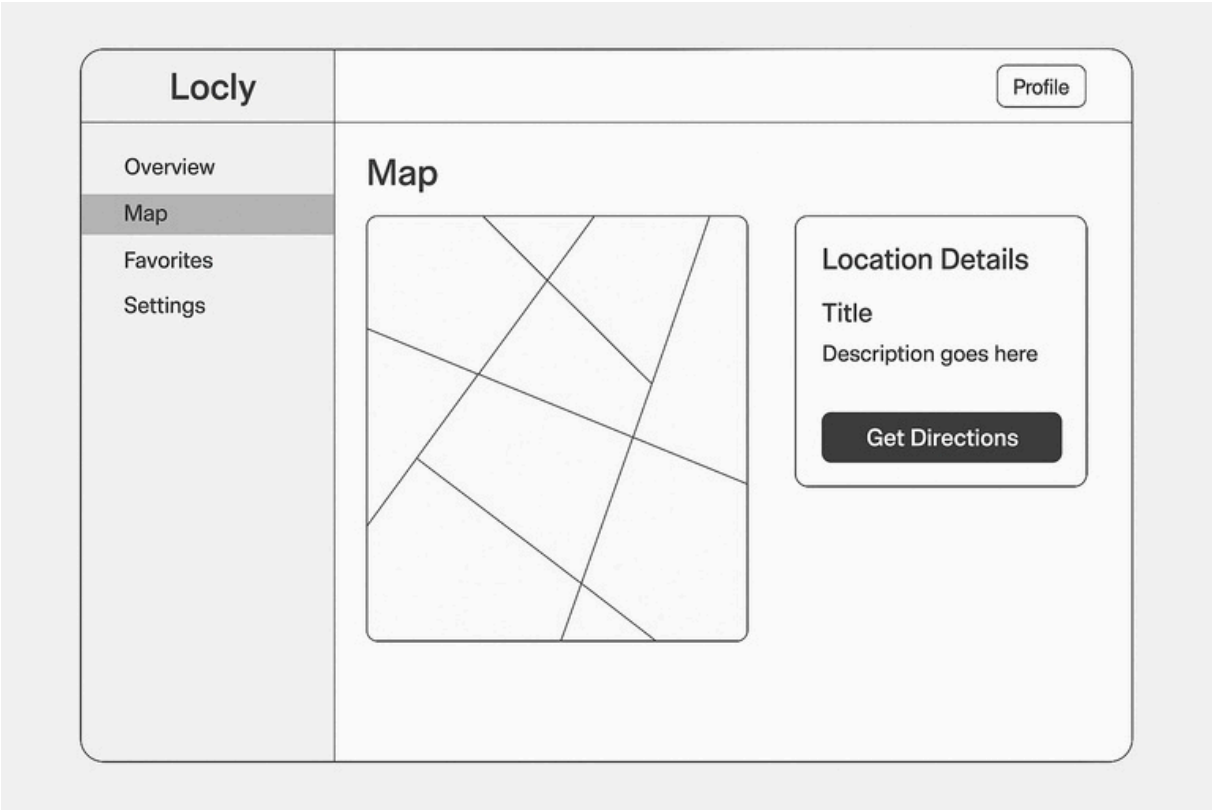 Locly
Profile
Overview
Map
Favorites
Settings
Map
Location Details
Title
Description goes here
Get Directions